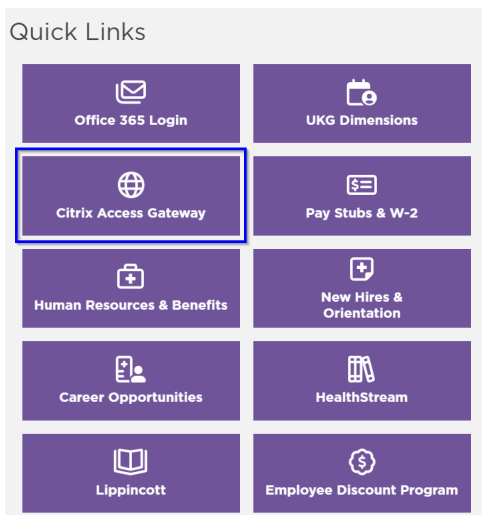 Quick Links
Office 365 Login
UKG Dimensions
Citrix Access Gateway
Pay Stubs & W-2
Human Resources & Benefits
New Hires &
Orientation
Career Opportunities
HealthStream
Lippincott
Employee Discount Program